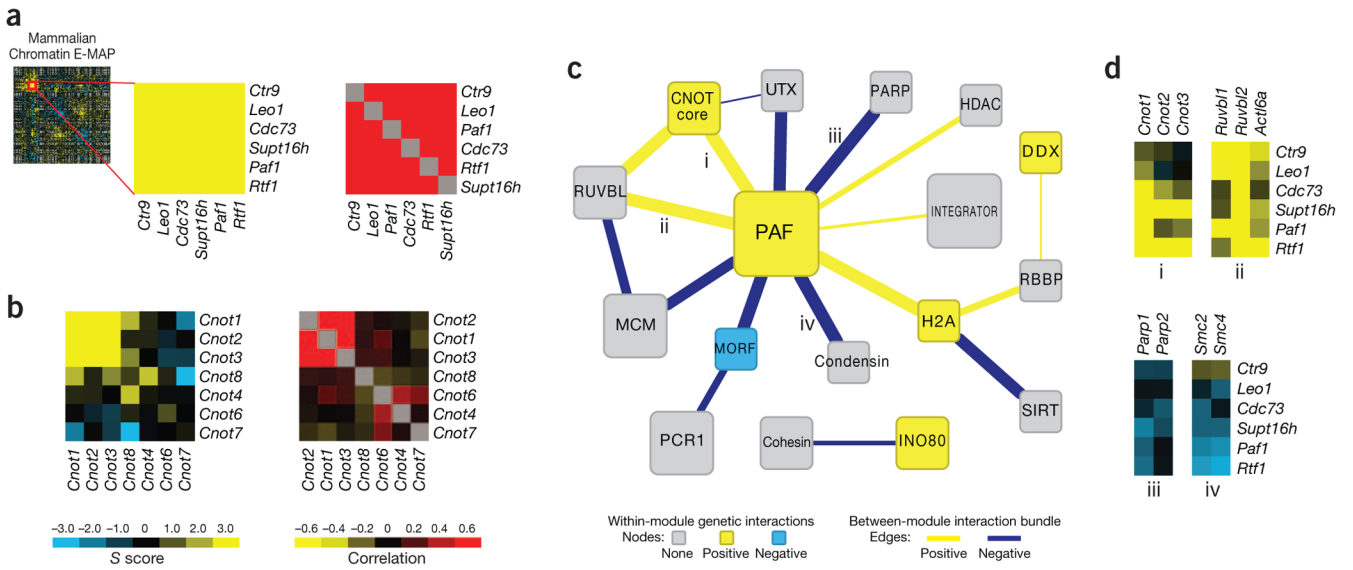 a
Mammalian
Chromatin E-MAP
Ctr9
Leo1
Cdc73
Supt16h
Paf1
Rtf1
Ctr9
Leo1
Cdc73
Supt16h
Paf1
Rtf1
Ctr9
Leo1
Paf1
Cdc73
Rtf1
Supt16h
Ctr9
Leo1
Paf1
Cdc73
Rtf1
Supt16h
b
Cnot1
Cnot2
Cnot3
Cnot8
Cnot4
Cnot6
Cnot7
Cnot1
Cnot2
Cnot3
Cnot8
Cnot4
Cnot6
Cnot7
–3.0 –2.0 –1.0 0 1.0 2.0 3.0
S score
Cnot2
Cnot1
Cnot3
Cnot8
Cnot6
Cnot4
Cnot7
Cnot2
Cnot1
Cnot3
Cnot8
Cnot6
Cnot4
Cnot7
–0.6 –0.4 –0.2 0 0.2 0.4 0.6
Correlation
c
CNOT
core
UTX
PARP
HDAC
DDX
RUVBL
i
iii
ii
PAF
INTEGRATOR
RBBP
MCM
iv
H2A
MORF
Condensin
SIRT
PCR1
Cohesin
INO80
Within-module genetic interactions
Nodes:
None
Positive
Negative
Between-module interaction bundle
Edges:
Positive
Negative
d
Cnot1
Cnot2
Cnot3
Ruvbl1
Ruvbl2
Actl6a
Ctr9
Leo1
Cdc73
Supt16h
Paf1
Rtf1
i
ii
Parp1
Parp2
Smc2
Smc4
Ctr9
Leo1
Cdc73
Supt16h
Paf1
Rtf1
iii
iv